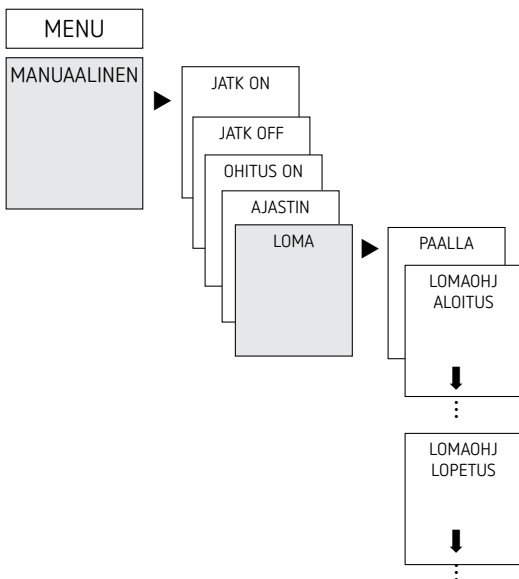 MENU
MANUAALINEN
JATK ON
JATK OFF
OHITUS ON
AJASTIN
LOMA
PAALLA
LOMAOHJ
ALOITUS
LOMAOHJ
LOPETUS